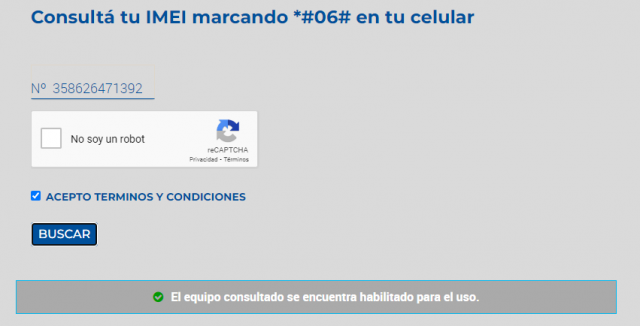 Consultá tu IMEI marcando *#06# en tu celular
Nº 358626471392
No soy un robot
reCAPTCHA
Privacidad - Términos
ACEPTO TERMINOS Y CONDICIONES
BUSCAR
El equipo consultado se encuentra habilitado para el uso.